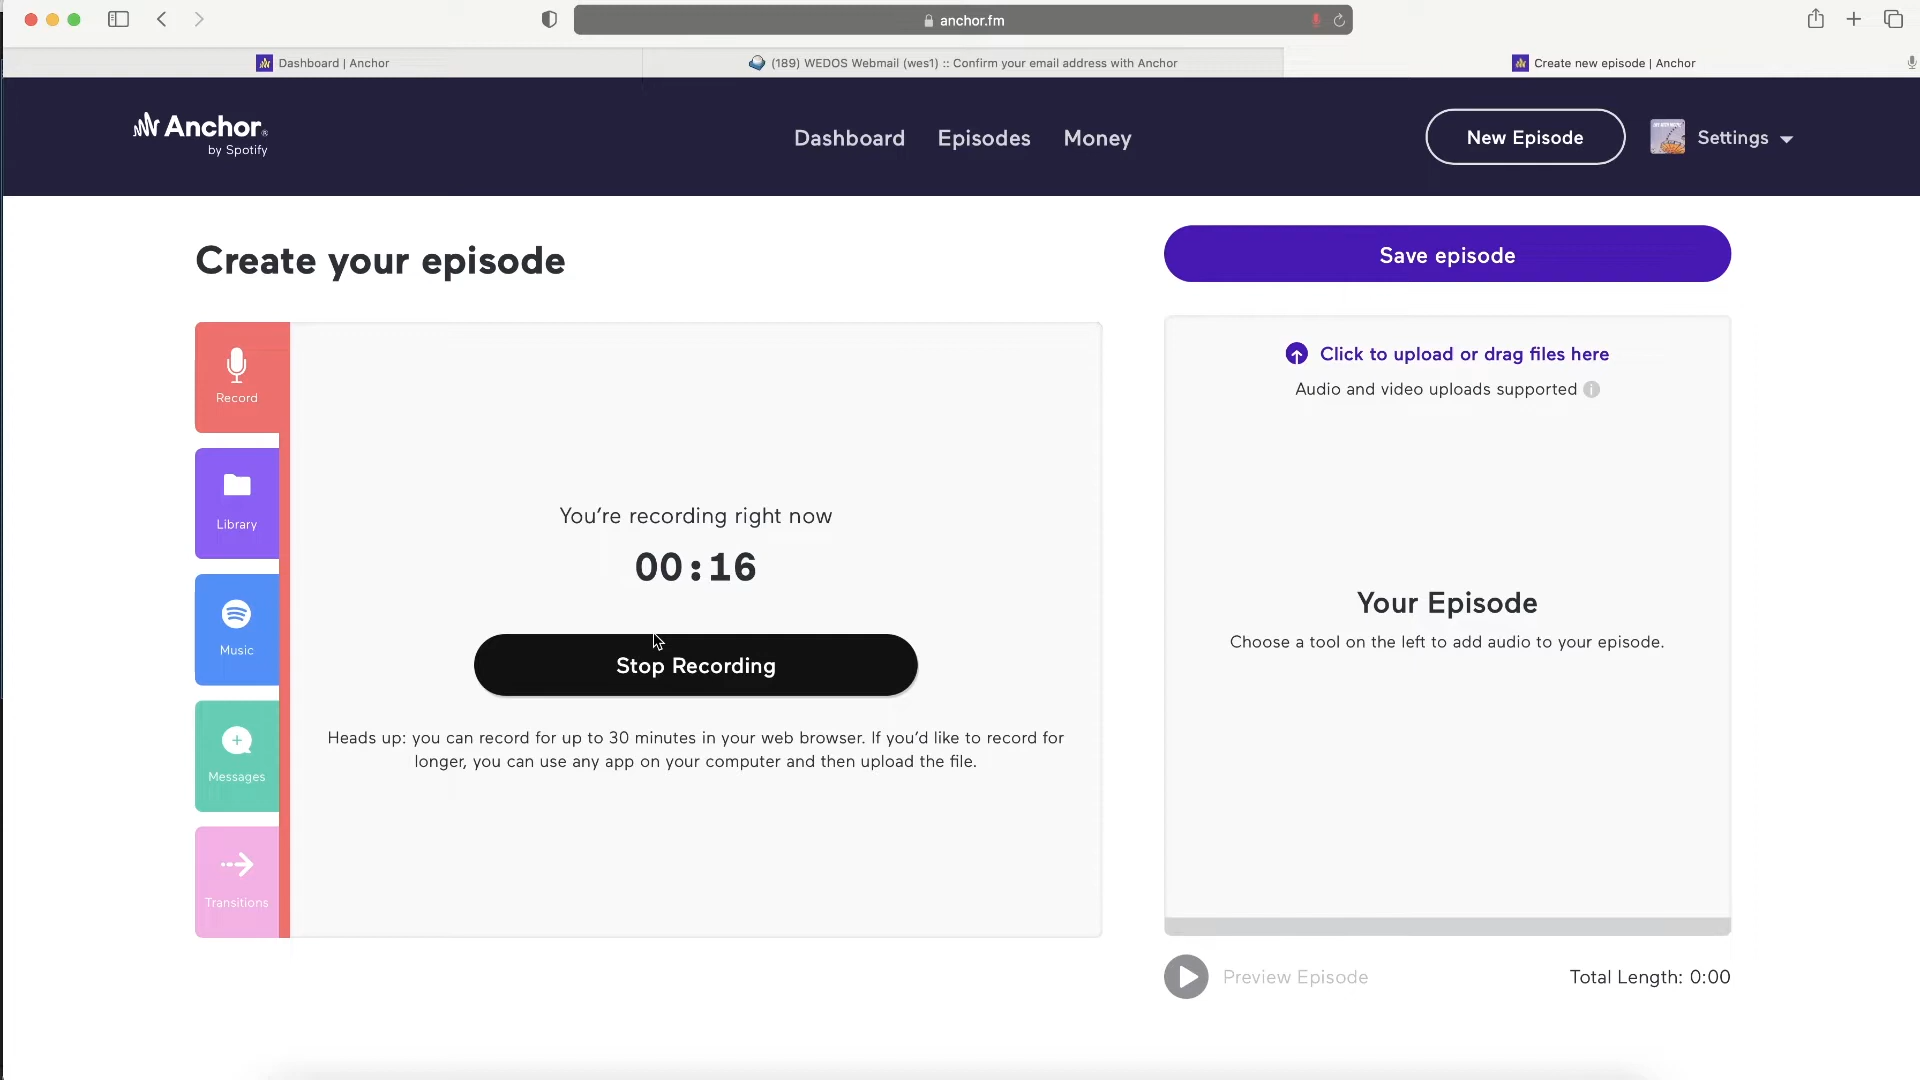 anchor.fm
Dashboard | Anchor
(189) WEDOS Webmail (wes1) :: Confirm your email address with Anchor
Create new episode | Anchor
Anchor®
by Spotify
Dashboard
Episodes
Money
New Episode
Settings
Create your episode
Save episode
Record
Library
Music
Messages
Transitions
You're recording right now
00:16
Stop Recording
Heads up: you can record for up to 30 minutes in your web browser. If you'd like to record for
longer, you can use any app on your computer and then upload the file.
Click to upload or drag files here
Audio and video uploads supported
Your Episode
Choose a tool on the left to add audio to your episode.
Preview Episode
Total Length: 0:00